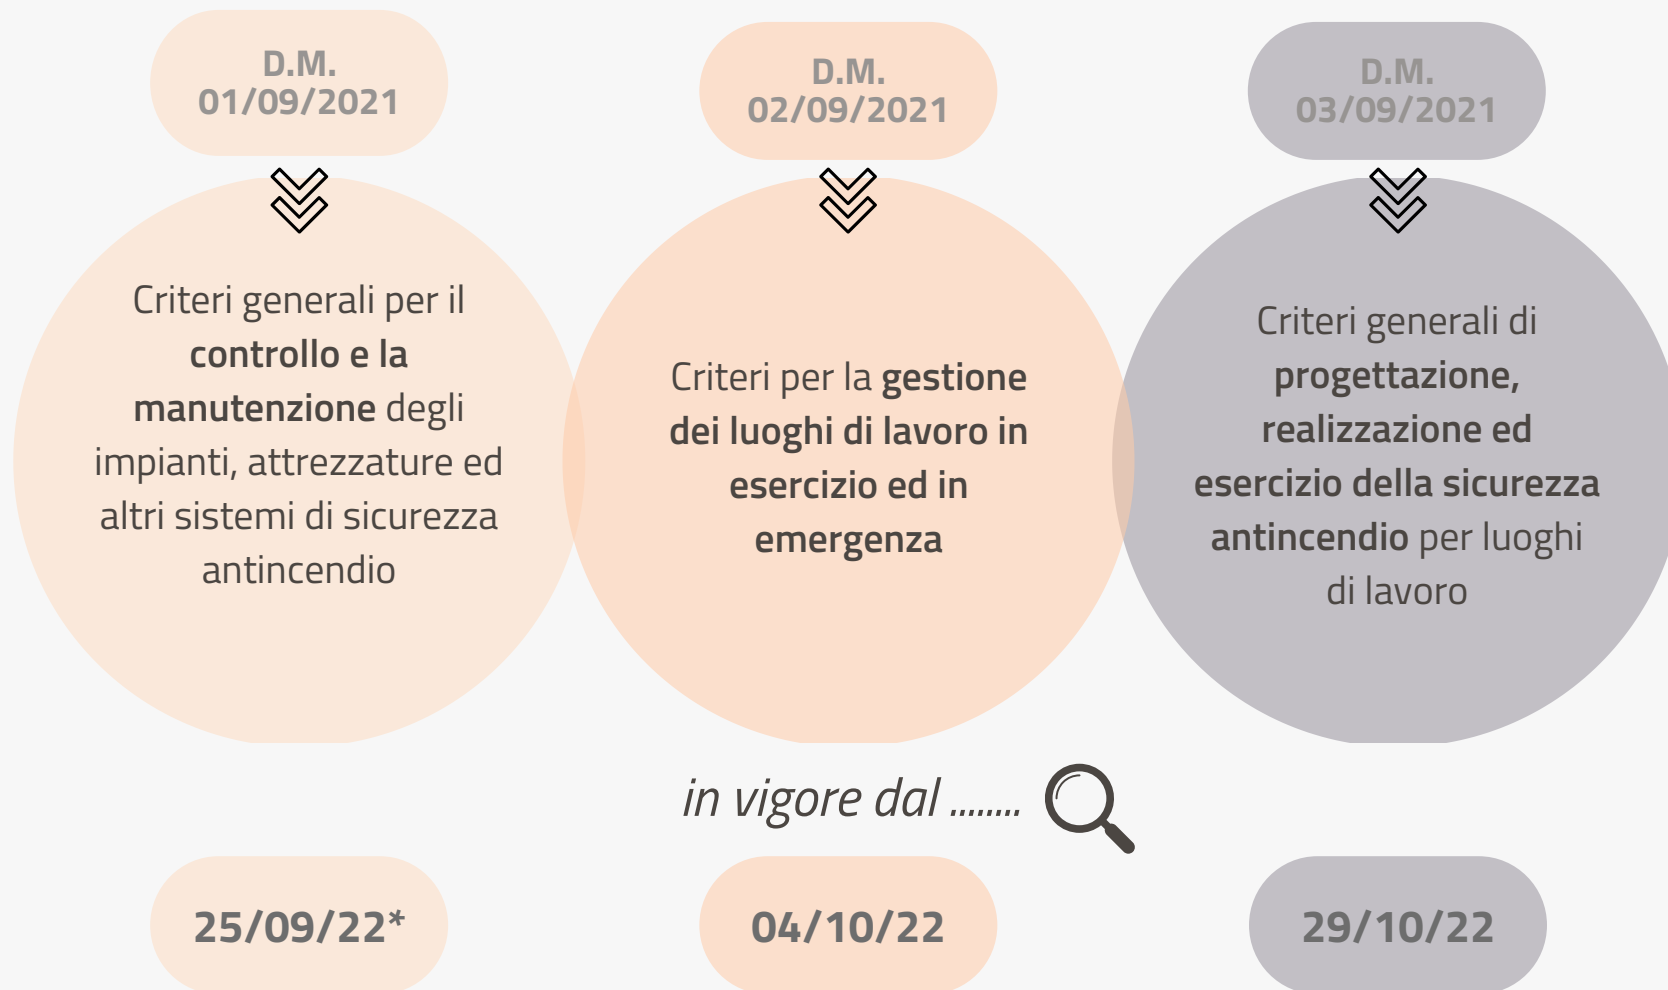 D.M.
01/09/2021
D.M.
02/09/2021
D.M.
03/09/2021
Criteri generali per il
controllo e la
manutenzione degli
impianti, attrezzature ed
altri sistemi di sicurezza
antincendio
Criteri per la gestione
dei luoghi di lavoro in
esercizio ed in
emergenza
Criteri generali di
progettazione,
realizzazione ed
esercizio della sicurezza
antincendio per luoghi
di lavoro
in vigore dal ........
25/09/22*
04/10/22
29/10/22